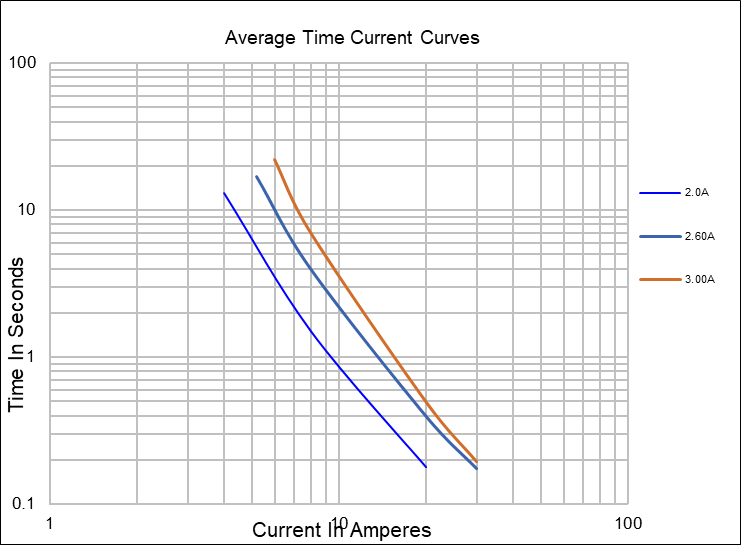 Average Time Current Curves
100
10
1
0.1
Time In Seconds
1
10
100
Current In Amperes
2.0A
2.60A
3.00A